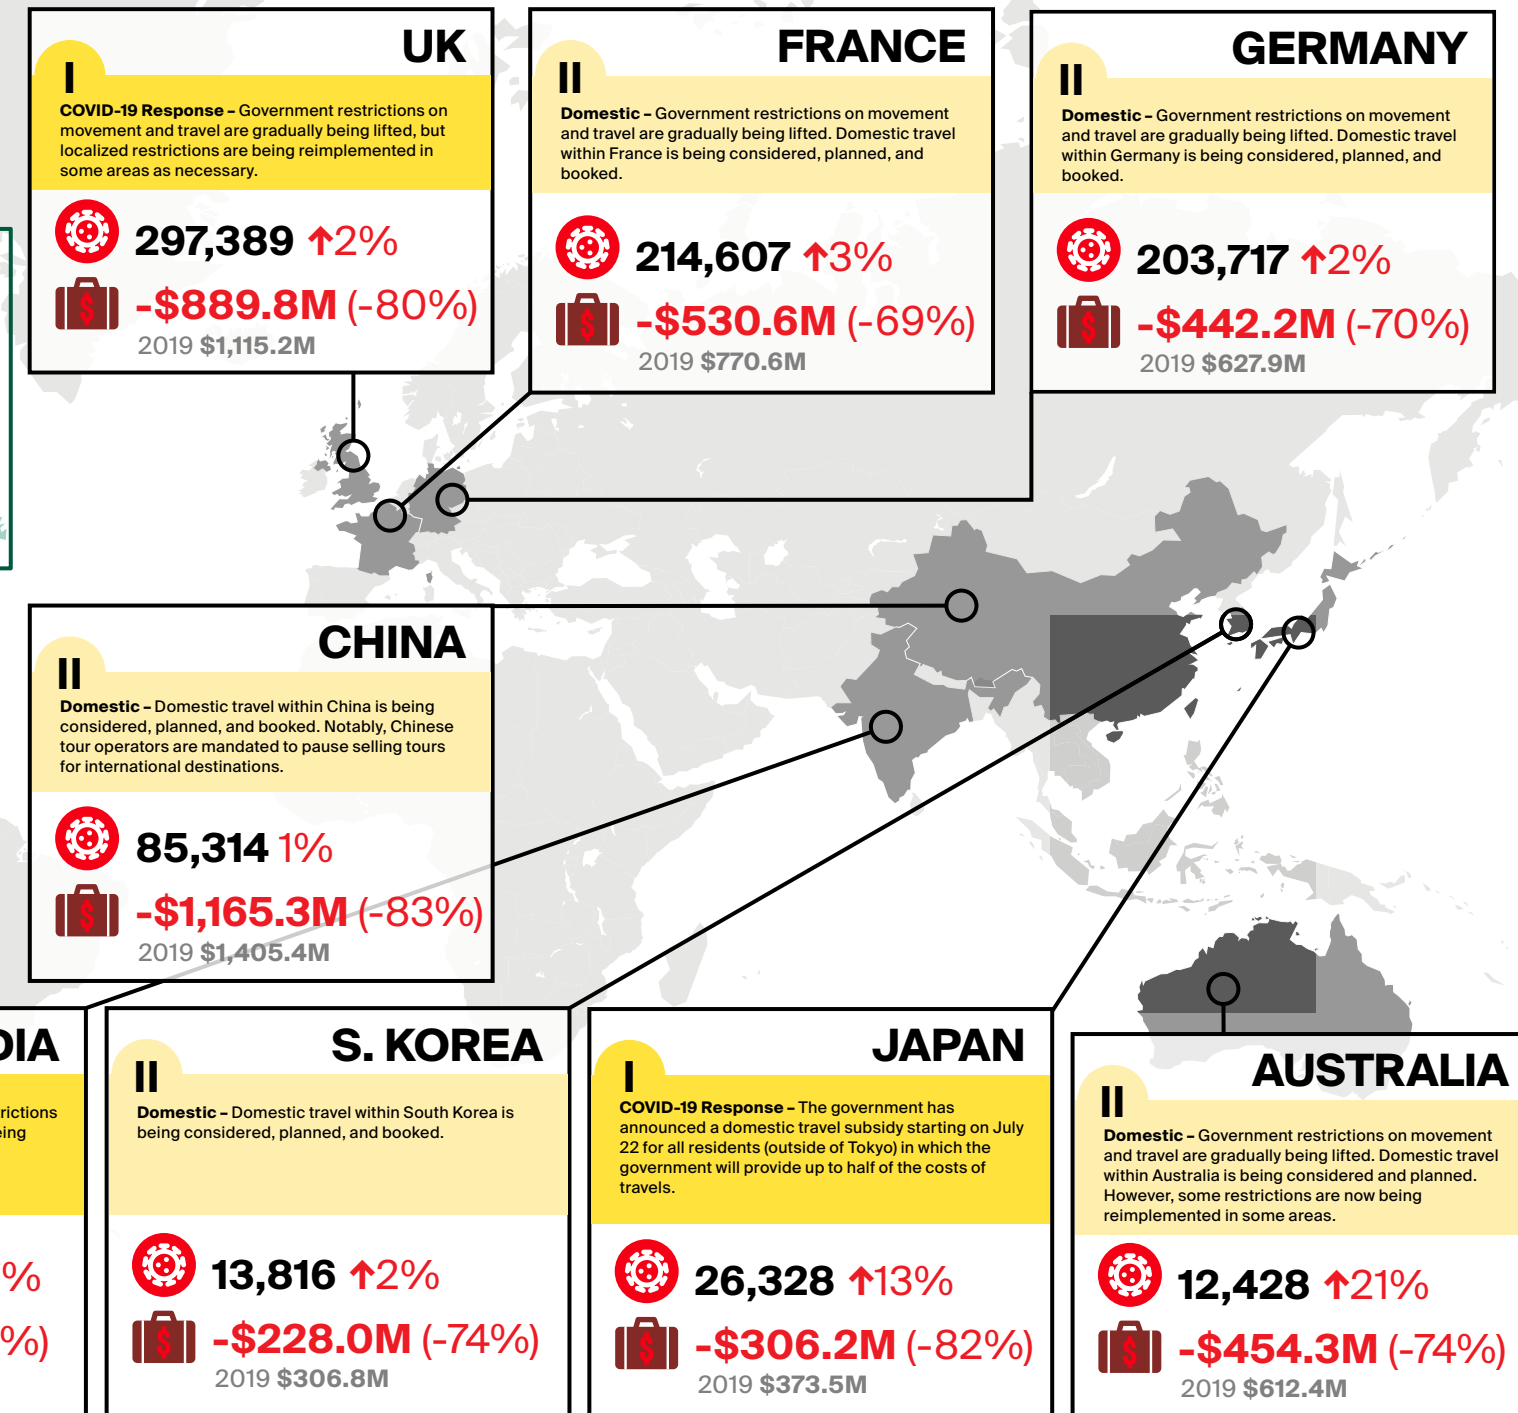 UK
I
COVID-19 Response – Government restrictions on
movement and travel are gradually being lifted, but
localized restrictions are being reimplemented in
some areas as necessary.
297,389 ↑2%
$
-$889.8M (-80%)
2019 $1,115.2M
FRANCE
II
Domestic – Government restrictions on movement
and travel are gradually being lifted. Domestic travel
within France is being considered, planned, and
booked.
214,607 ↑3%
$
-$530.6M (-69%)
2019 $770.6M
GERMANY
II
Domestic – Government restrictions on movement
and travel are gradually being lifted. Domestic travel
within Germany is being considered, planned, and
booked.
203,717 ↑2%
$
-$442.2M (-70%)
2019 $627.9M
CHINA
II
Domestic – Domestic travel within China is being
considered, planned, and booked. Notably, Chinese
tour operators are mandated to pause selling tours
for international destinations.
85,314 1%
$
-$1,165.3M (-83%)
2019 $1,405.4M
DIA
rictions
eing
%
%)
S. KOREA
II
Domestic – Domestic travel within South Korea is
being considered, planned, and booked.
13,816 ↑2%
$
-$228.0M (-74%)
2019 $306.8M
JAPAN
I
COVID-19 Response – The government has
announced a domestic travel subsidy starting on July
22 for all residents (outside of Tokyo) in which the
government will provide up to half of the costs of
travels.
26,328 ↑13%
$
-$306.2M (-82%)
2019 $373.5M
AUSTRALIA
II
Domestic – Government restrictions on movement
and travel are gradually being lifted. Domestic travel
within Australia is being considered and planned.
However, some restrictions are now being
reimplemented in some areas.
12,428 ↑21%
$
-$454.3M (-74%)
2019 $612.4M